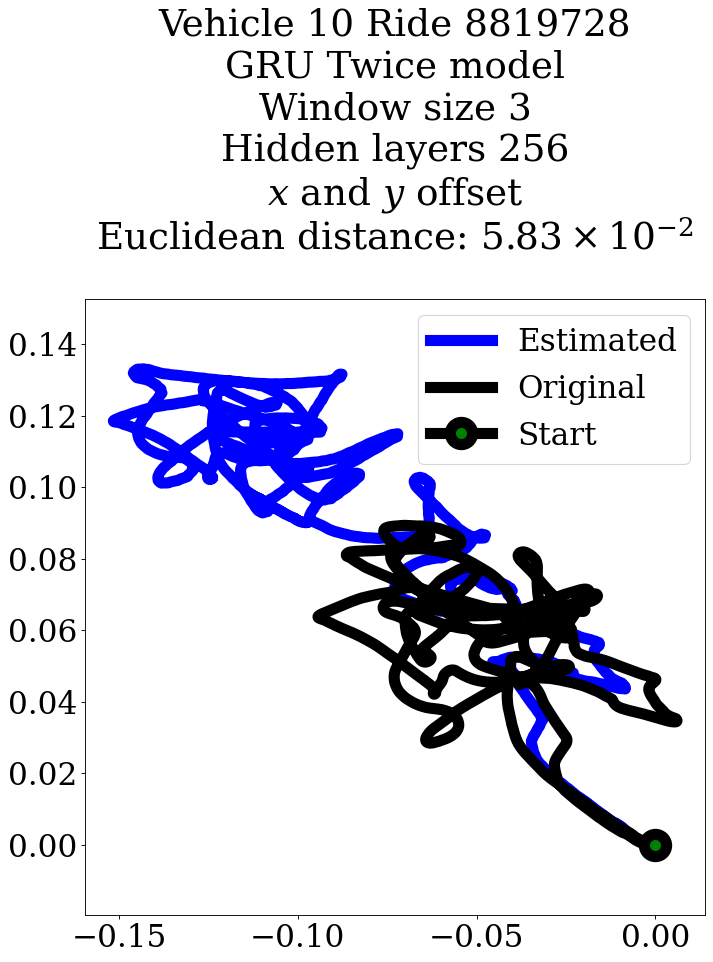 Vehicle 10 Ride 8819728
GRU Twice model
Window size 3
Hidden layers 256
x and y offset
Euclidean distance: 5.83 × 10⁻²
Estimated
Original
Start
0.14
0.12
0.10
0.08
0.06
0.04
0.02
0.00
−0.15 −0.10 −0.05 0.00